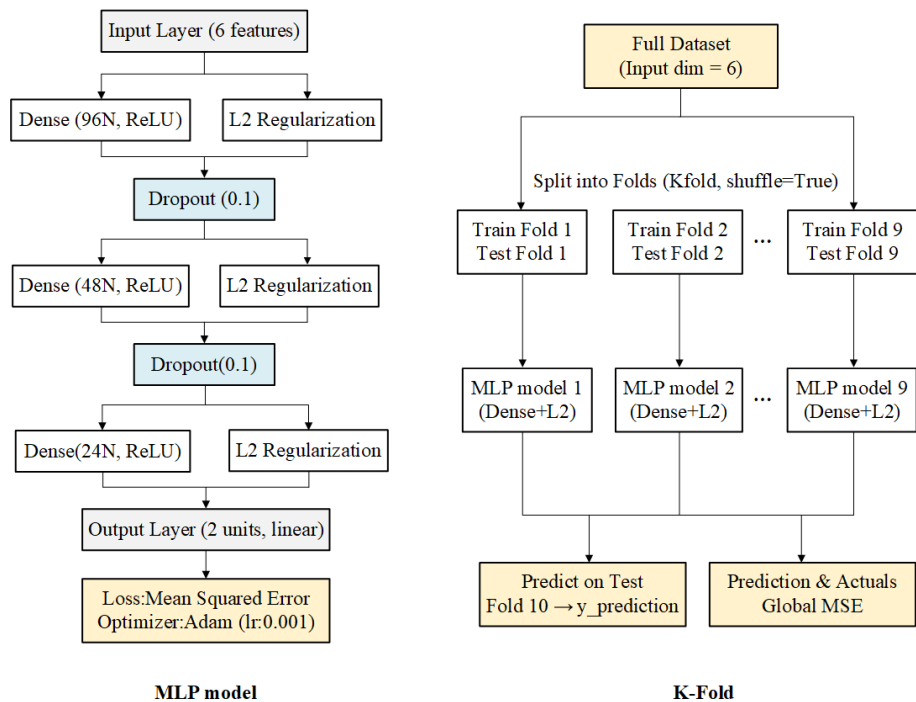 Input Layer (6 features)
Dense (96N, ReLU)
L2 Regularization
Dropout (0.1)
Dense (48N, ReLU)
L2 Regularization
Dropout(0.1)
Dense(24N, ReLU)
L2 Regularization
Output Layer (2 units, linear)
Loss:Mean Squared Error
Optimizer:Adam (lr:0.001)
MLP model
Full Dataset
(Input dim = 6)
Split into Folds (Kfold, shuffle=True)
Train Fold 1
Test Fold 1
Train Fold 2
Test Fold 2
...
Train Fold 9
Test Fold 9
MLP model 1
(Dense+L2)
MLP model 2
(Dense+L2)
...
MLP model 9
(Dense+L2)
Predict on Test
Fold 10 → y_prediction
Prediction & Actuals
Global MSE
K-Fold